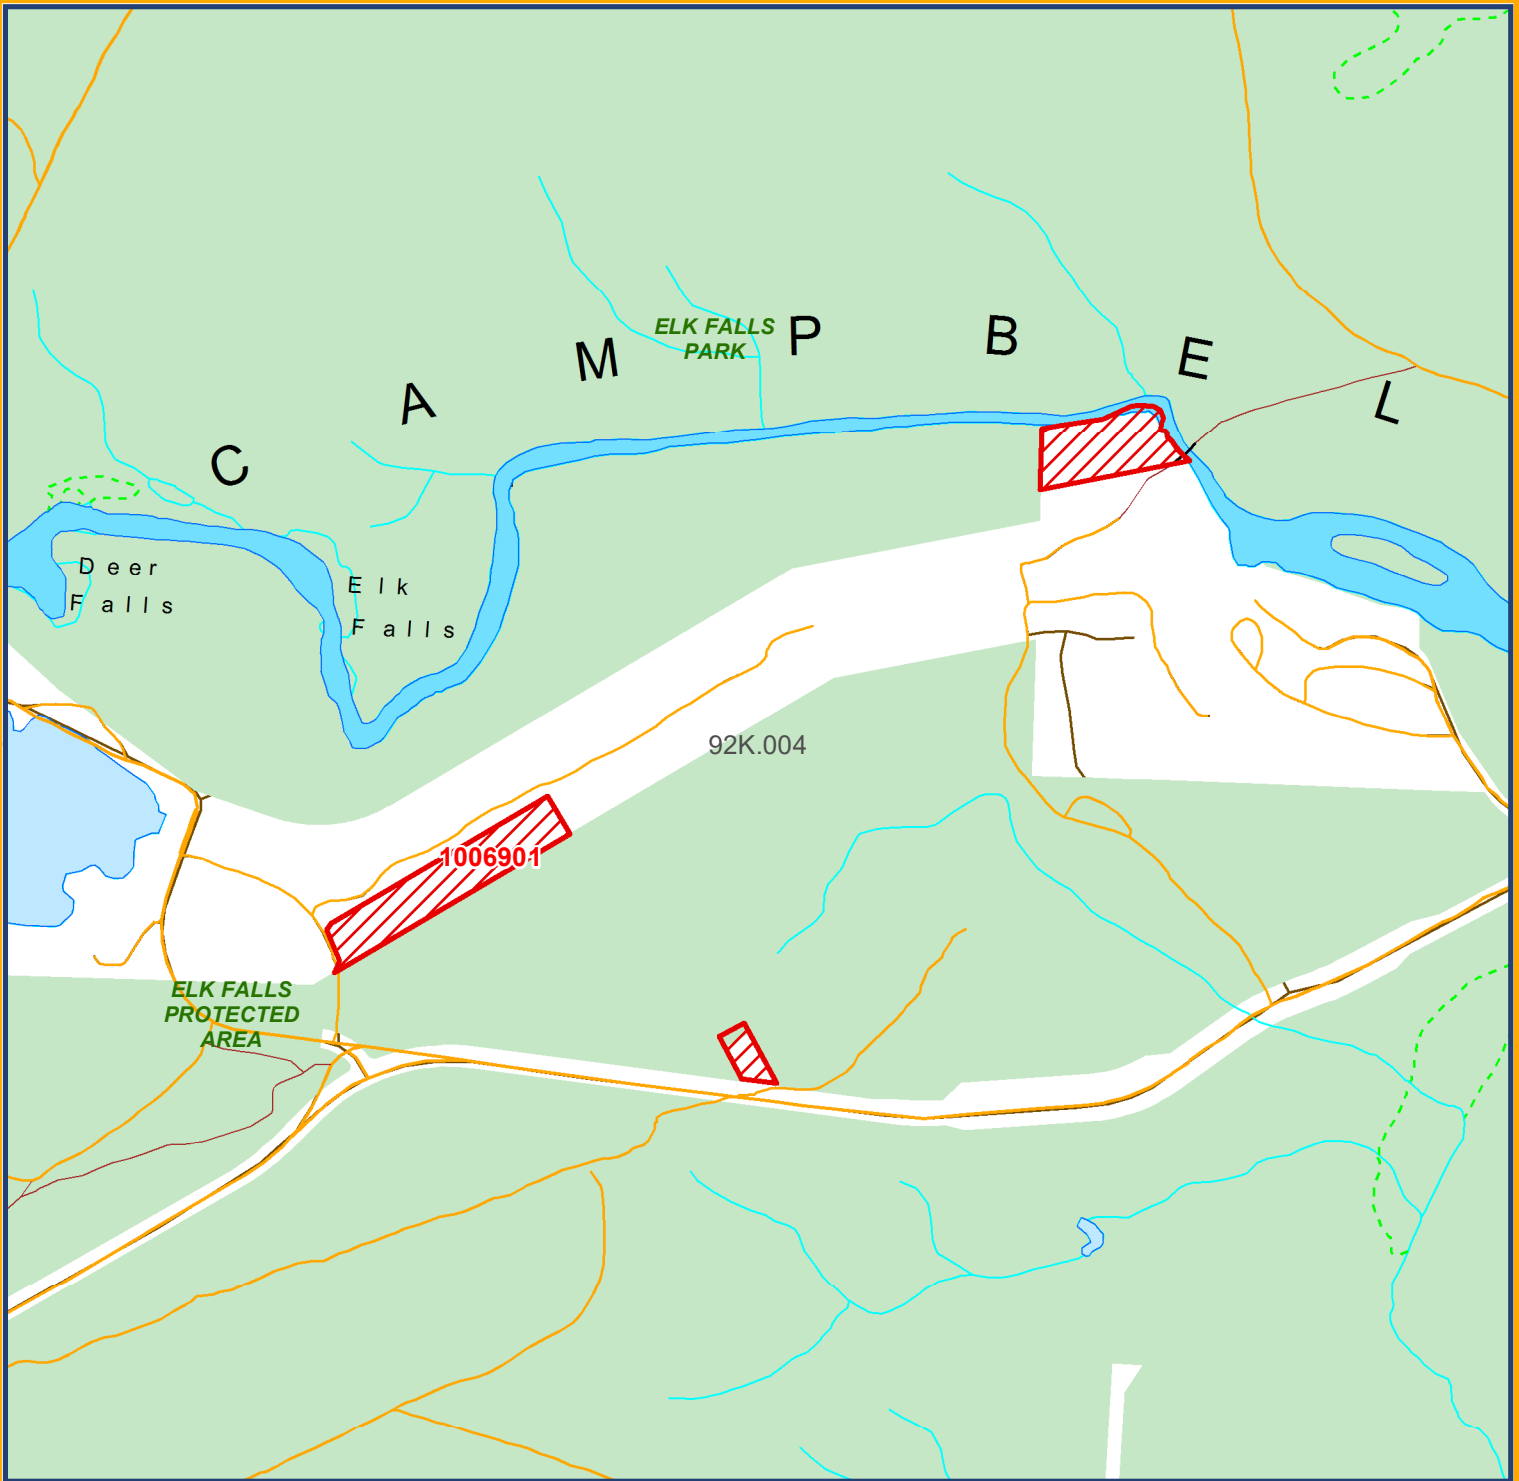 ELK FALLS
PARK
C A M P B E L
Deer
Falls
Elk
Falls
92K.004
1006901
ELK FALLS
PROTECTED
AREA